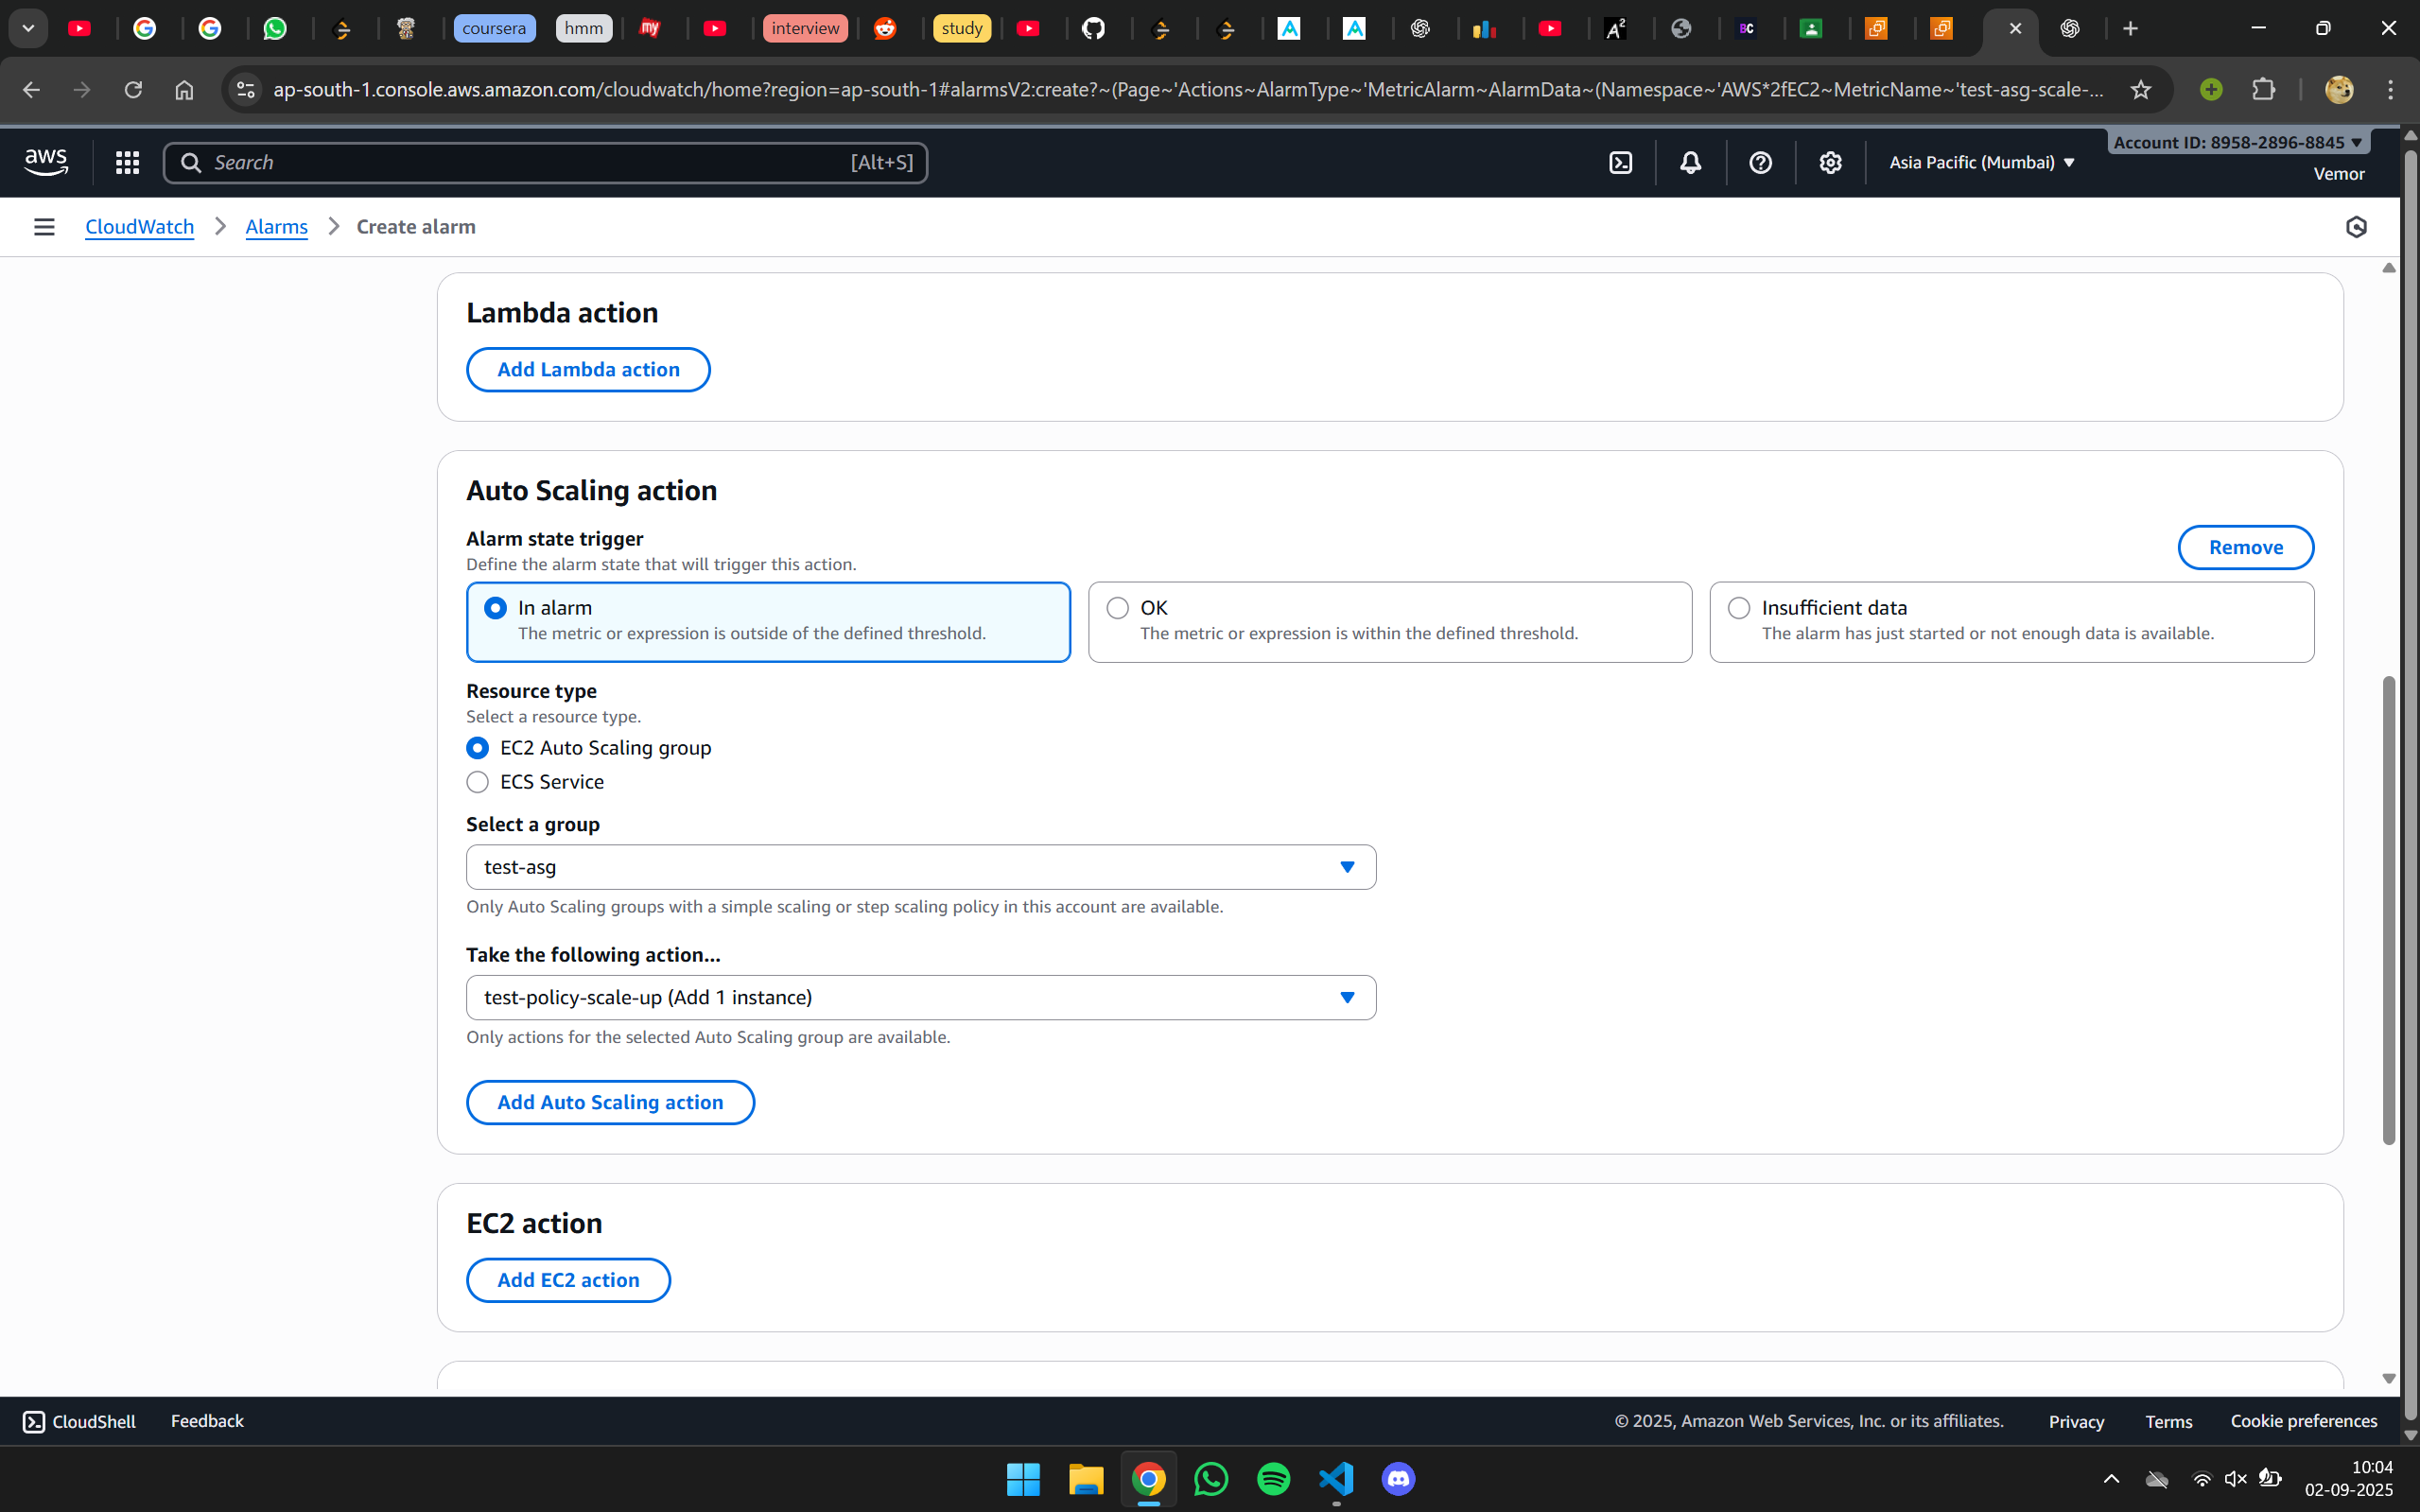 coursera
hmm
my
interview
study
A²
BC
ap-south-1.console.aws.amazon.com/cloudwatch/home?region=ap-south-1#alarmsV2:create?~(Page~'Actions~AlarmType~'MetricAlarm~AlarmData~(Namespace~'AWS*2fEC2~MetricName~'test-asg-scale-...
aws
Search
[Alt+S]
Asia Pacific (Mumbai)
Account ID: 8958-2896-8845
Vemor
CloudWatch
Alarms
Create alarm
Lambda action
Add Lambda action
Auto Scaling action
Alarm state trigger
Define the alarm state that will trigger this action.
Remove
In alarm
The metric or expression is outside of the defined threshold.
OK
The metric or expression is within the defined threshold.
Insufficient data
The alarm has just started or not enough data is available.
Resource type
Select a resource type.
EC2 Auto Scaling group
ECS Service
Select a group
test-asg
Only Auto Scaling groups with a simple scaling or step scaling policy in this account are available.
Take the following action...
test-policy-scale-up (Add 1 instance)
Only actions for the selected Auto Scaling group are available.
Add Auto Scaling action
EC2 action
Add EC2 action
CloudShell
Feedback
© 2025, Amazon Web Services, Inc. or its affiliates.
Privacy
Terms
Cookie preferences
10:04
02-09-2025